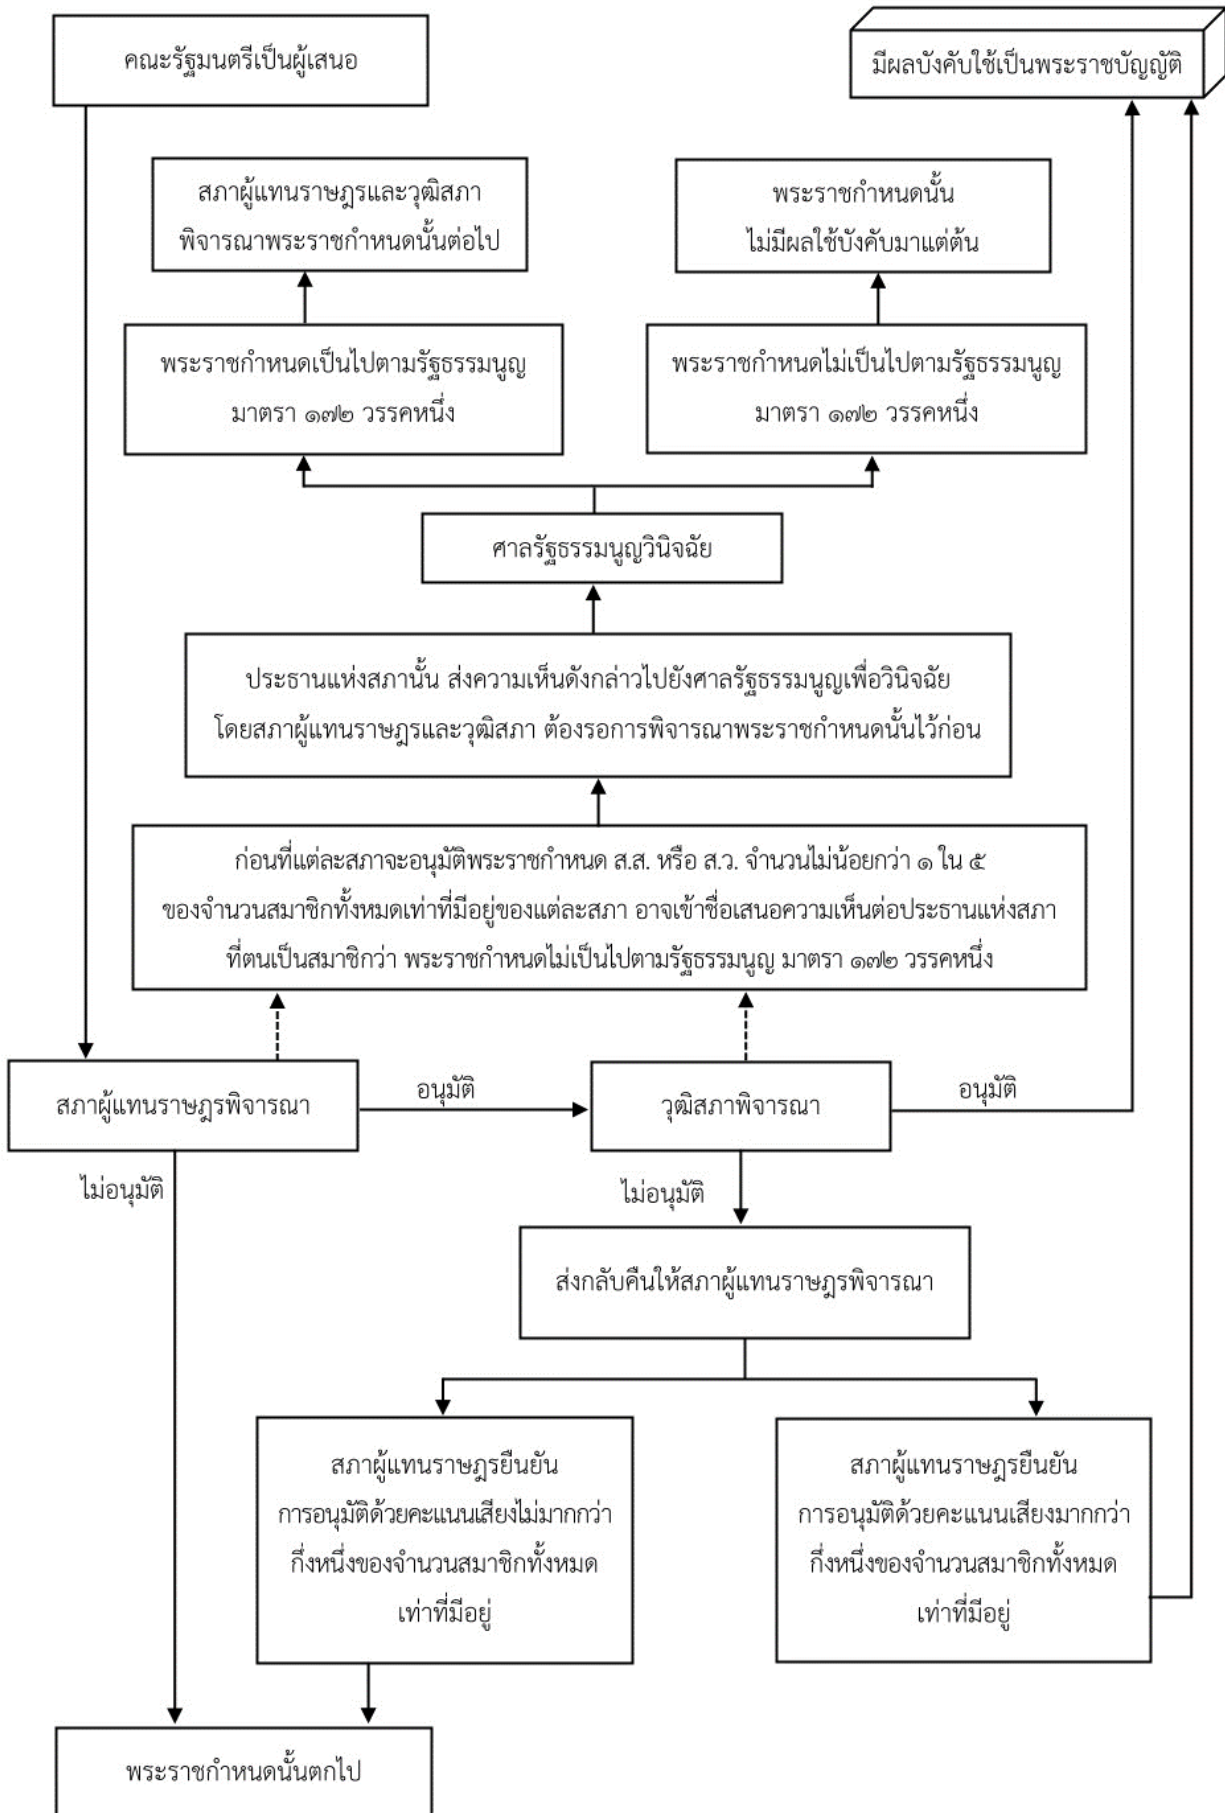 คณะรัฐมนตรีเป็นผู้เสนอ
มีผลบังคับใช้เป็นพระราชบัญญัติ
สภาผู้แทนราษฎรและวุฒิสภา
พิจารณาพระราชกำหนดนั้นต่อไป
พระราชกำหนดนั้น
ไม่มีผลใช้บังคับมาแต่ต้น
พระราชกำหนดเป็นไปตามรัฐธรรมนูญ
มาตรา ๑๗๒ วรรคหนึ่ง
พระราชกำหนดไม่เป็นไปตามรัฐธรรมนูญ
มาตรา ๑๗๒ วรรคหนึ่ง
ศาลรัฐธรรมนูญวินิจฉัย
ประธานแห่งสภานั้น ส่งความเห็นดังกล่าวไปยังศาลรัฐธรรมนูญเพื่อวินิจฉัย
โดยสภาผู้แทนราษฎรและวุฒิสภา ต้องรอการพิจารณาพระราชกำหนดนั้นไว้ก่อน
ก่อนที่แต่ละสภาจะอนุมัติพระราชกำหนด ส.ส. หรือ ส.ว. จำนวนไม่น้อยกว่า ๑ ใน ๕
ของจำนวนสมาชิกทั้งหมดเท่าที่มีอยู่ของแต่ละสภา อาจเข้าชื่อเสนอความเห็นต่อประธานแห่งสภา
ที่ตนเป็นสมาชิกว่า พระราชกำหนดไม่เป็นไปตามรัฐธรรมนูญ มาตรา ๑๗๒ วรรคหนึ่ง
สภาผู้แทนราษฎรพิจารณา
อนุมัติ
วุฒิสภาพิจารณา
อนุมัติ
ไม่อนุมัติ
ไม่อนุมัติ
ส่งกลับคืนให้สภาผู้แทนราษฎรพิจารณา
สภาผู้แทนราษฎรยืนยัน
การอนุมัติด้วยคะแนนเสียงไม่มากกว่า
กึ่งหนึ่งของจำนวนสมาชิกทั้งหมด
เท่าที่มีอยู่
สภาผู้แทนราษฎรยืนยัน
การอนุมัติด้วยคะแนนเสียงมากกว่า
กึ่งหนึ่งของจำนวนสมาชิกทั้งหมด
เท่าที่มีอยู่
พระราชกำหนดนั้นตกไป